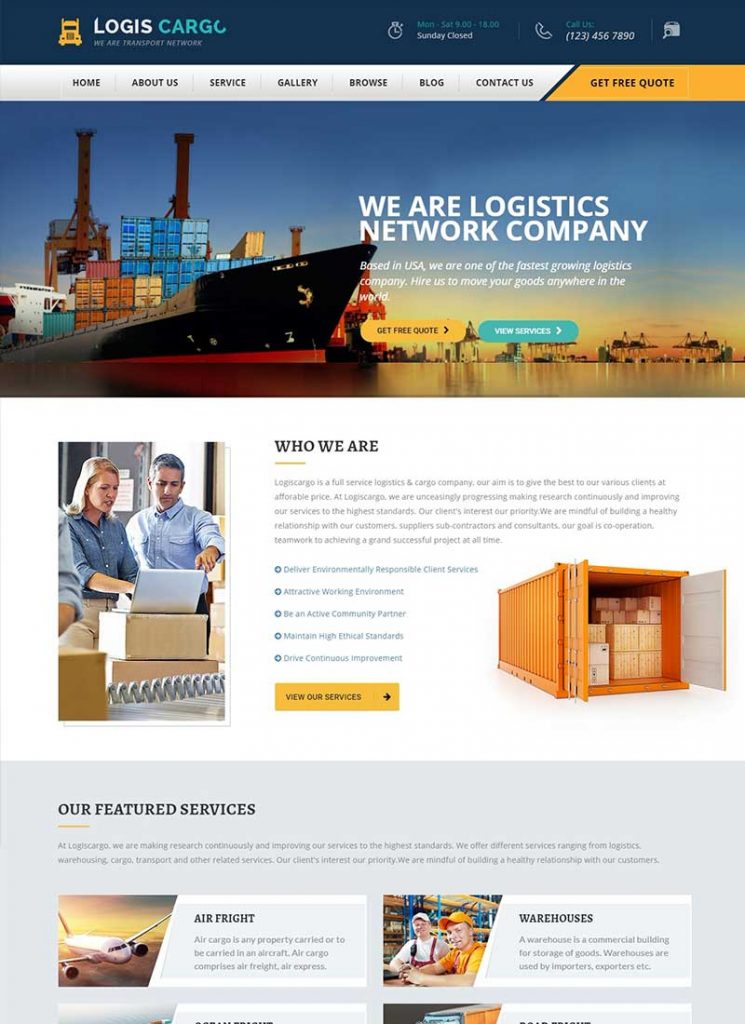 LOGIS CARGO
WE ARE TRANSPORT NETWORK
Mon - Sat 9.00 - 18.00
Sunday Closed
Call Us:
(123) 456 7890
HOME
ABOUT US
SERVICE
GALLERY
BROWSE
BLOG
CONTACT US
GET FREE QUOTE
WE ARE LOGISTICS
NETWORK COMPANY
Based in USA, we are one of the fastest growing logistics
company. Hire us to move your goods anywhere in the
world.
GET FREE QUOTE
VIEW SERVICES
WHO WE ARE
Logiscargo is a full service logistics & cargo company, our aim is to give the best to our various clients at
afforable price. At Logiscargo, we are unceasingly progressing making research continuously and improving
our services to the highest standards. Our client's interest our priority.We are mindful of building a healthy
relationship with our customers, suppliers sub-contractors and consultants, our goal is co-operation,
teamwork to achieving a grand successful project at all time.
Deliver Environmentally Responsible Client Services
Attractive Working Environment
Be an Active Community Partner
Maintain High Ethical Standards
Drive Continuous Improvement
VIEW OUR SERVICES
OUR FEATURED SERVICES
At Logiscargo, we are making research continuously and improving our services to the highest standards. We offer different services ranging from logistics,
warehousing, cargo, transport and other related services. Our client's interest our priority.We are mindful of building a healthy relationship with our customers.
AIR FRIGHT
Air cargo is any property carried or to
be carried in an aircraft. Air cargo
comprises air freight, air express.
WAREHOUSES
A warehouse is a commercial building
for storage of goods. Warehouses are
used by importers, exporters etc.
OCEAN FRIGHT
ROAD FRIGHT